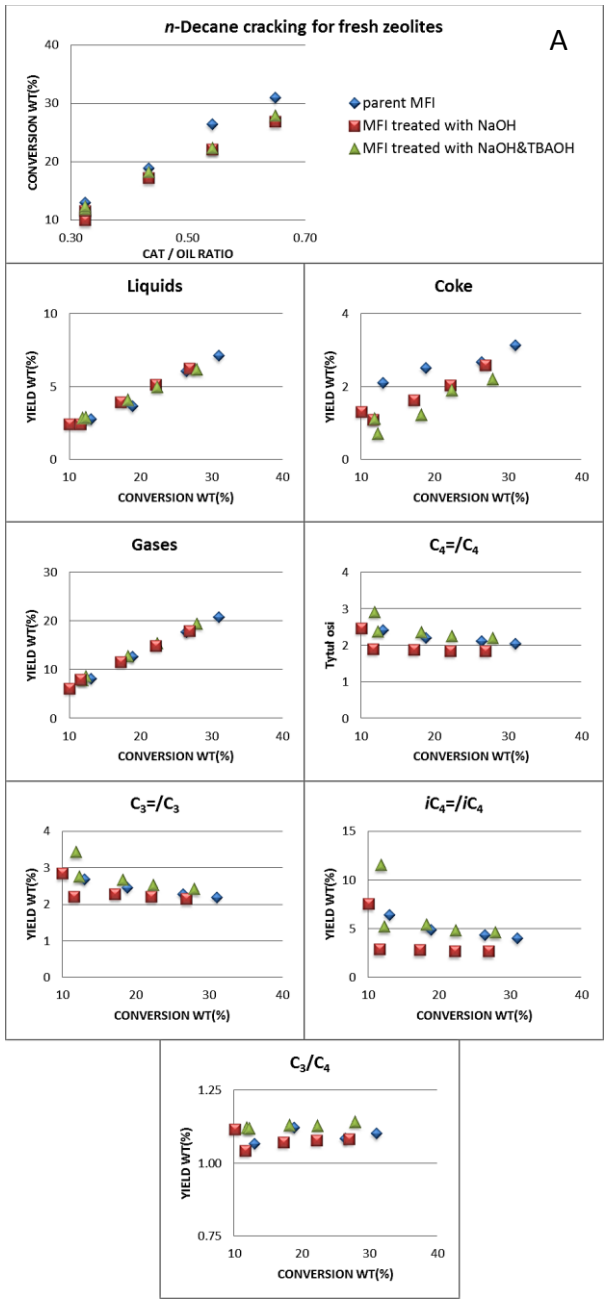 n-Decane cracking for fresh zeolites
A
CONVERSION WT(%)
40
30
20
10
0.30
0.50
0.70
CAT / OIL RATIO
parent MFI
MFI treated with NaOH
MFI treated with NaOH&TBAOH
Liquids
YIELD WT(%)
10
5
0
10
20
30
40
CONVERSION WT(%)
Coke
YIELD WT(%)
4
2
0
10
20
30
40
CONVERSION WT(%)
Gases
YIELD WT(%)
30
20
10
0
10
20
30
40
CONVERSION WT(%)
C₄=/C₄
Tytuł osi
4
3
2
1
0
10
20
30
40
CONVERSION WT(%)
C₃=/C₃
YIELD WT(%)
4
3
2
1
0
10
20
30
40
CONVERSION WT(%)
iC₄=/iC₄
YIELD WT(%)
15
10
5
0
10
20
30
40
CONVERSION WT(%)
C₃/C₄
YIELD WT(%)
1.25
1.00
0.75
10
20
30
40
CONVERSION WT(%)